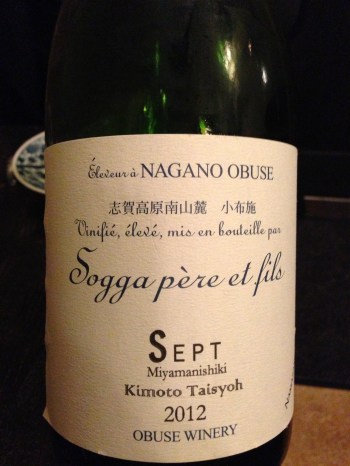 Éleveur à NAGANO OBUSE
志賀高原南山麓 小布施
Vinifié, élevé, mis en bouteille par
Sogga père et fils
SEPT
Miyamanishiki
Kimoto Taisyoh
2012
OBUSE WINERY